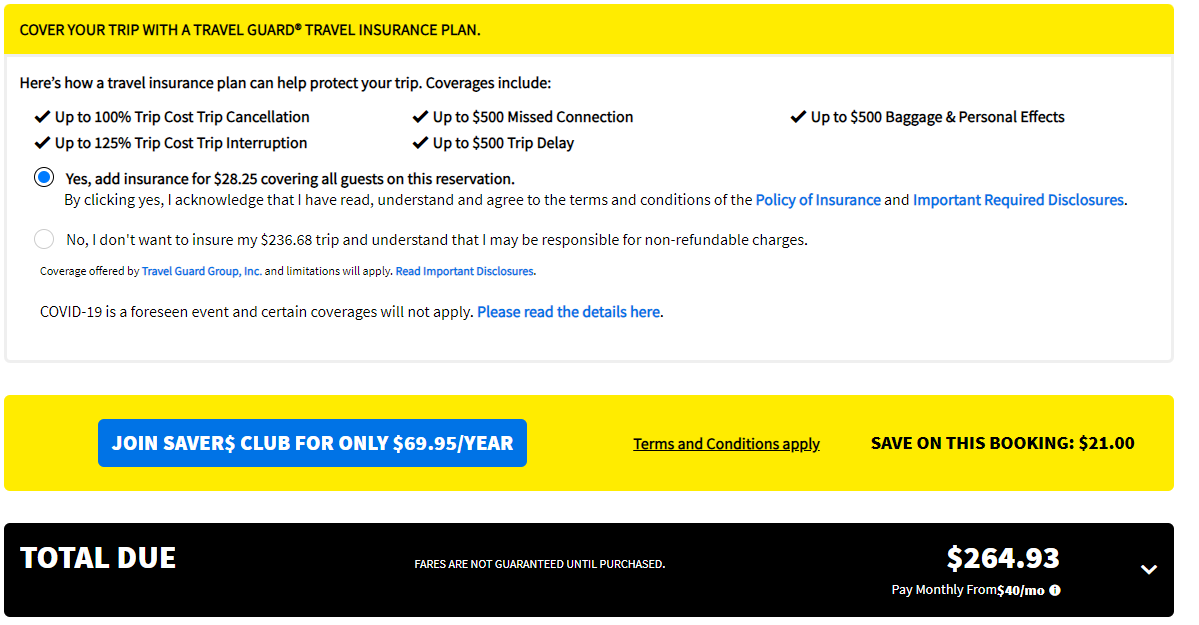 COVER YOUR TRIP WITH A TRAVEL GUARD® TRAVEL INSURANCE PLAN.
Here's how a travel insurance plan can help protect your trip. Coverages include:
✔ Up to 100% Trip Cost Trip Cancellation
✔ Up to $500 Missed Connection
✔ Up to $500 Baggage & Personal Effects
✔ Up to 125% Trip Cost Trip Interruption
✔ Up to $500 Trip Delay
Yes, add insurance for $28.25 covering all guests on this reservation.
By clicking yes, I acknowledge that I have read, understand and agree to the terms and conditions of the Policy of Insurance and Important Required Disclosures.
No, I don't want to insure my $236.68 trip and understand that I may be responsible for non-refundable charges.
Coverage offered by Travel Guard Group, Inc. and limitations will apply. Read Important Disclosures.
COVID-19 is a foreseen event and certain coverages will not apply. Please read the details here.
JOIN SAVER$ CLUB FOR ONLY $69.95/YEAR
Terms and Conditions apply
SAVE ON THIS BOOKING: $21.00
TOTAL DUE
FARES ARE NOT GUARANTEED UNTIL PURCHASED.
$264.93
Pay Monthly From$40/mo